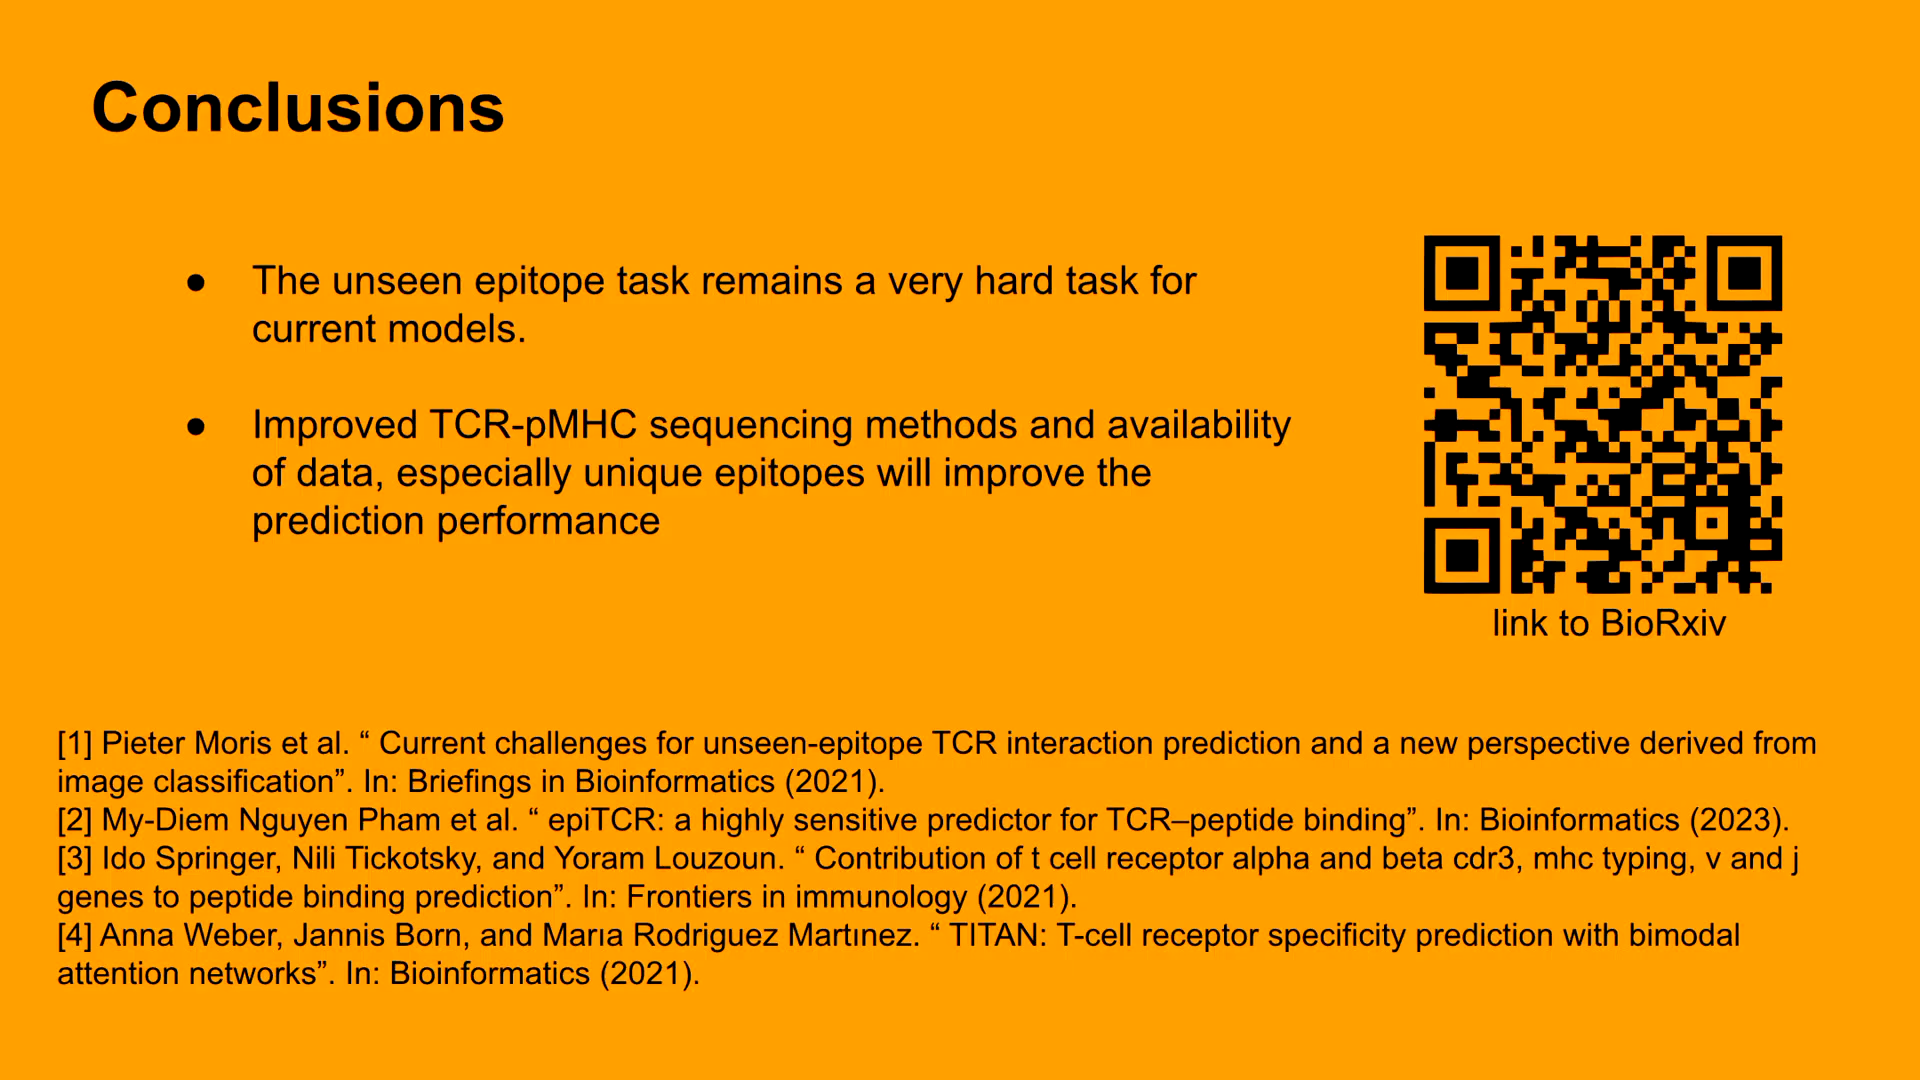 Conclusions
● The unseen epitope task remains a very hard task for
current models.
● Improved TCR-pMHC sequencing methods and availability
of data, especially unique epitopes will improve the
prediction performance
link to BioRxiv
[1] Pieter Moris et al. “ Current challenges for unseen-epitope TCR interaction prediction and a new perspective derived from
image classification”. In: Briefings in Bioinformatics (2021).
[2] My-Diem Nguyen Pham et al. “ epiTCR: a highly sensitive predictor for TCR–peptide binding”. In: Bioinformatics (2023).
[3] Ido Springer, Nili Tickotsky, and Yoram Louzoun. “ Contribution of t cell receptor alpha and beta cdr3, mhc typing, v and j
genes to peptide binding prediction”. In: Frontiers in immunology (2021).
[4] Anna Weber, Jannis Born, and Marıa Rodriguez Martınez. “ TITAN: T-cell receptor specificity prediction with bimodal
attention networks”. In: Bioinformatics (2021).